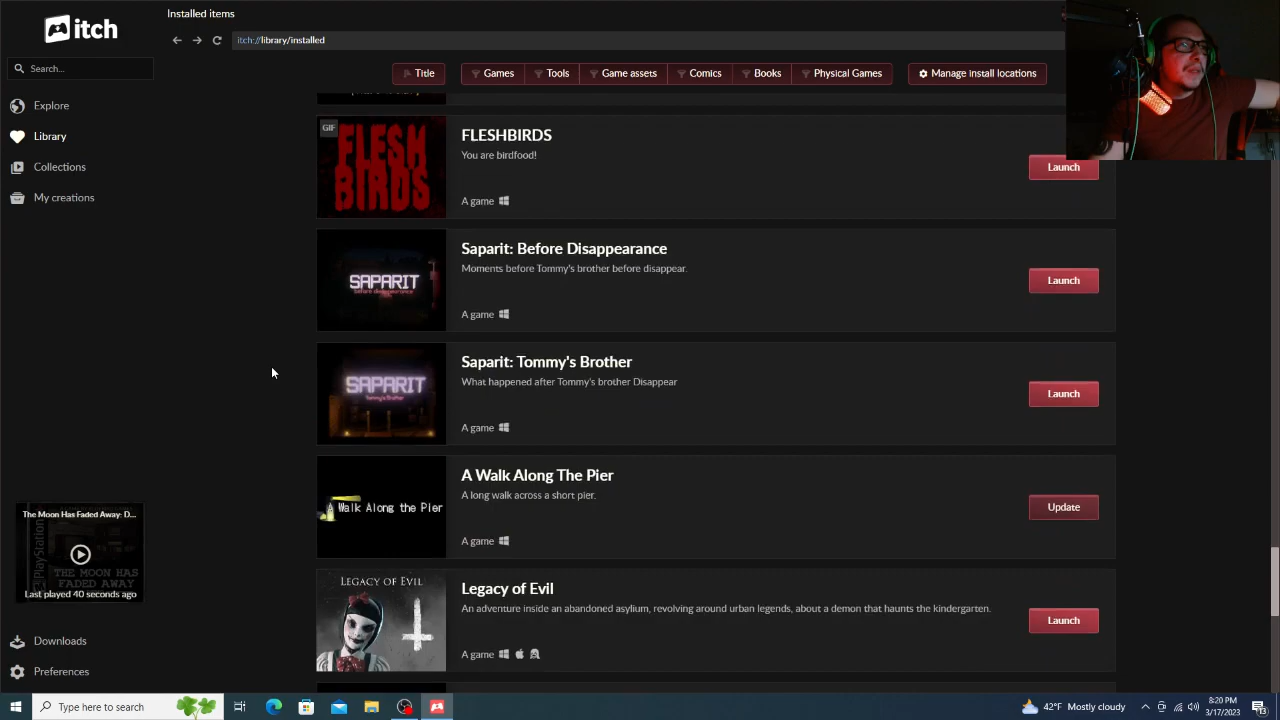 itch
Installed items
itch://library/installed
Search...
Title
Games
Tools
Game assets
Comics
Books
Physical Games
Manage install locations
Explore
Library
Collections
My creations
GIF
FLESH
BIRDS
FLESHBIRDS
You are birdfood!
A game
Launch
SAPARIT
before disappearance
Saparit: Before Disappearance
Moments before Tommy's brother before disappear.
A game
Launch
SAPARIT
Tommy's Brother
Saparit: Tommy's Brother
What happened after Tommy's brother Disappear
A game
Launch
A Walk Along the Pier
A Walk Along The Pier
A long walk across a short pier.
A game
Update
LEGACY OF EVIL
Legacy of Evil
An adventure inside an abandoned asylum, revolving around urban legends, about a demon that haunts the kindergarten.
A game
Launch
The Moon Has Faded Away: D...
PlayStation
THE MOON HAS
FADED AWAY
Last played 40 seconds ago
Downloads
Preferences
Type here to search
42°F Mostly cloudy
8:20 PM
3/17/2023